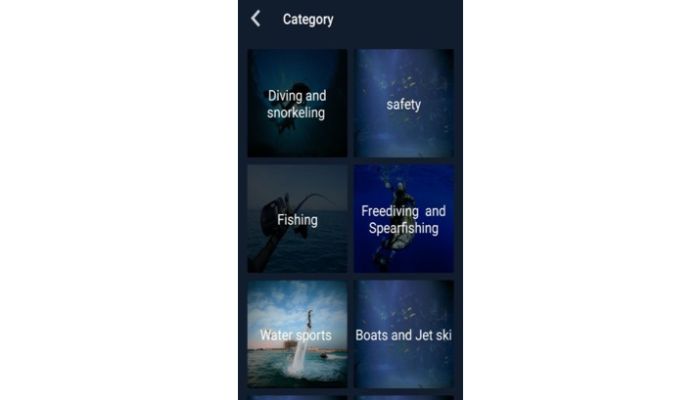 Category
Diving and
snorkeling
safety
Fishing
Freediving and
Spearfishing
Water sports
Boats and Jet ski